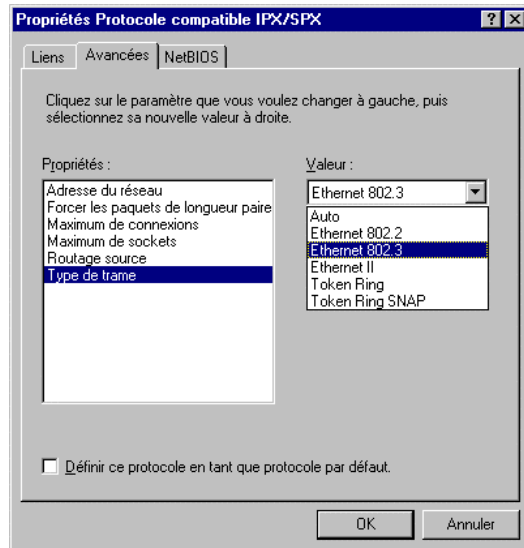 Propriétés Protocole compatible IPX/SPX
Liens Avancées NetBIOS
Cliquez sur le paramètre que vous voulez changer à gauche, puis
sélectionnez sa nouvelle valeur à droite.
Propriétés :
Adresse du réseau
Forcer les paquets de longueur paire
Maximum de connexions
Maximum de sockets
Routage source
Type de trame
Valeur :
Ethernet 802.3
Auto
Ethernet 802.2
Ethernet 802.3
Ethernet II
Token Ring
Token Ring SNAP
Définir ce protocole en tant que protocole par défaut.
OK Annuler